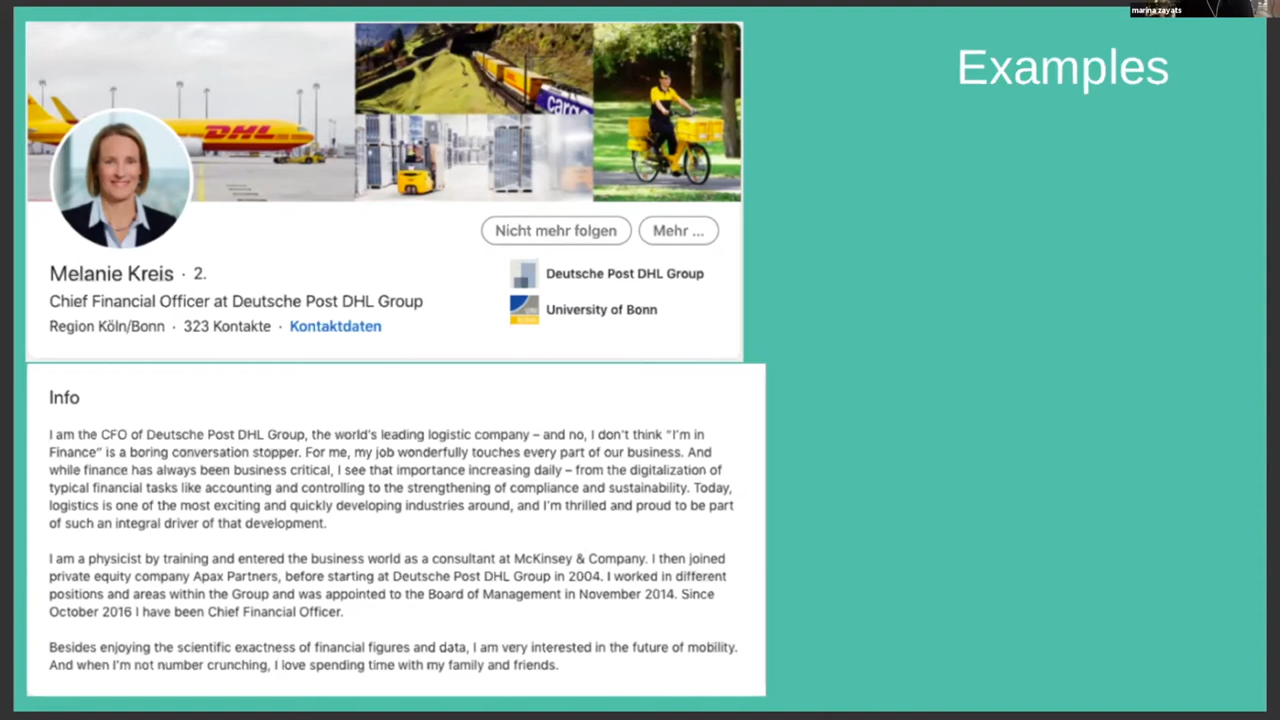 marina zayats
Examples
DHL
cargo
Nicht mehr folgen
Mehr ...
Melanie Kreis · 2.
Deutsche Post DHL Group
Chief Financial Officer at Deutsche Post DHL Group
University of Bonn
Region Köln/Bonn · 323 Kontakte · Kontaktdaten
Info
I am the CFO of Deutsche Post DHL Group, the world's leading logistic company – and no, I don't think "I'm in
Finance" is a boring conversation stopper. For me, my job wonderfully touches every part of our business. And
while finance has always been business critical, I see that importance increasing daily – from the digitalization of
typical financial tasks like accounting and controlling to the strengthening of compliance and sustainability. Today,
logistics is one of the most exciting and quickly developing industries around, and I'm thrilled and proud to be part
of such an integral driver of that development.
I am a physicist by training and entered the business world as a consultant at McKinsey & Company. I then joined
private equity company Apax Partners, before starting at Deutsche Post DHL Group in 2004. I worked in different
positions and areas within the Group and was appointed to the Board of Management in November 2014. Since
October 2016 I have been Chief Financial Officer.
Besides enjoying the scientific exactness of financial figures and data, I am very interested in the future of mobility.
And when I'm not number crunching, I love spending time with my family and friends.